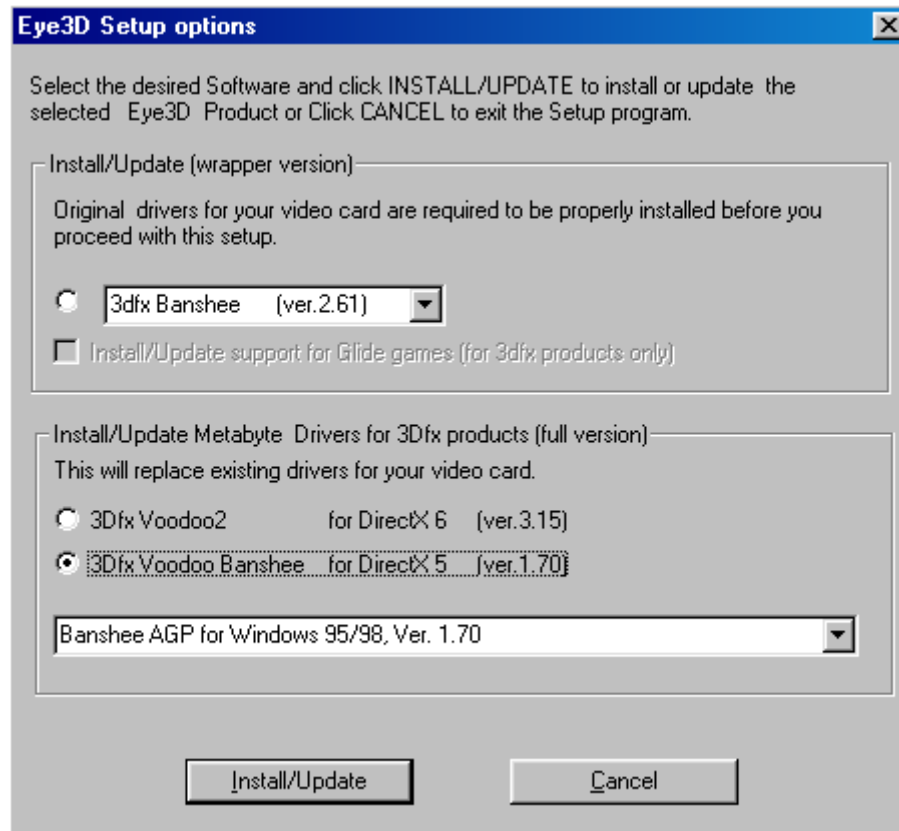 Eye3D Setup options
Select the desired Software and click INSTALL/UPDATE to install or update the
selected Eye3D Product or Click CANCEL to exit the Setup program.
Install/Update (wrapper version)
Original drivers for your video card are required to be properly installed before you
proceed with this setup.
3dfx Banshee (ver.2.61)
Install/Update support for Glide games (for 3dfx products only)
Install/Update Metabyte Drivers for 3Dfx products (full version)
This will replace existing drivers for your video card.
3Dfx Voodoo2 for DirectX 6 (ver.3.15)
3Dfx Voodoo Banshee for DirectX 5 (ver.1.70)
Banshee AGP for Windows 95/98, Ver. 1.70
Install/Update Cancel